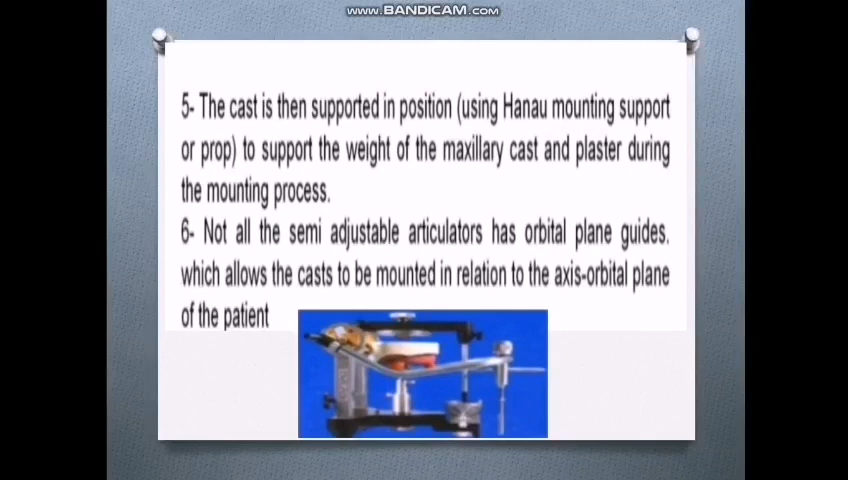 www.BANDICAM.com
5- The cast is then supported in position (using Hanau mounting support
or prop) to support the weight of the maxillary cast and plaster during
the mounting process.
6- Not all the semi adjustable articulators has orbital plane guides.
which allows the casts to be mounted in relation to the axis-orbital plane
of the patient